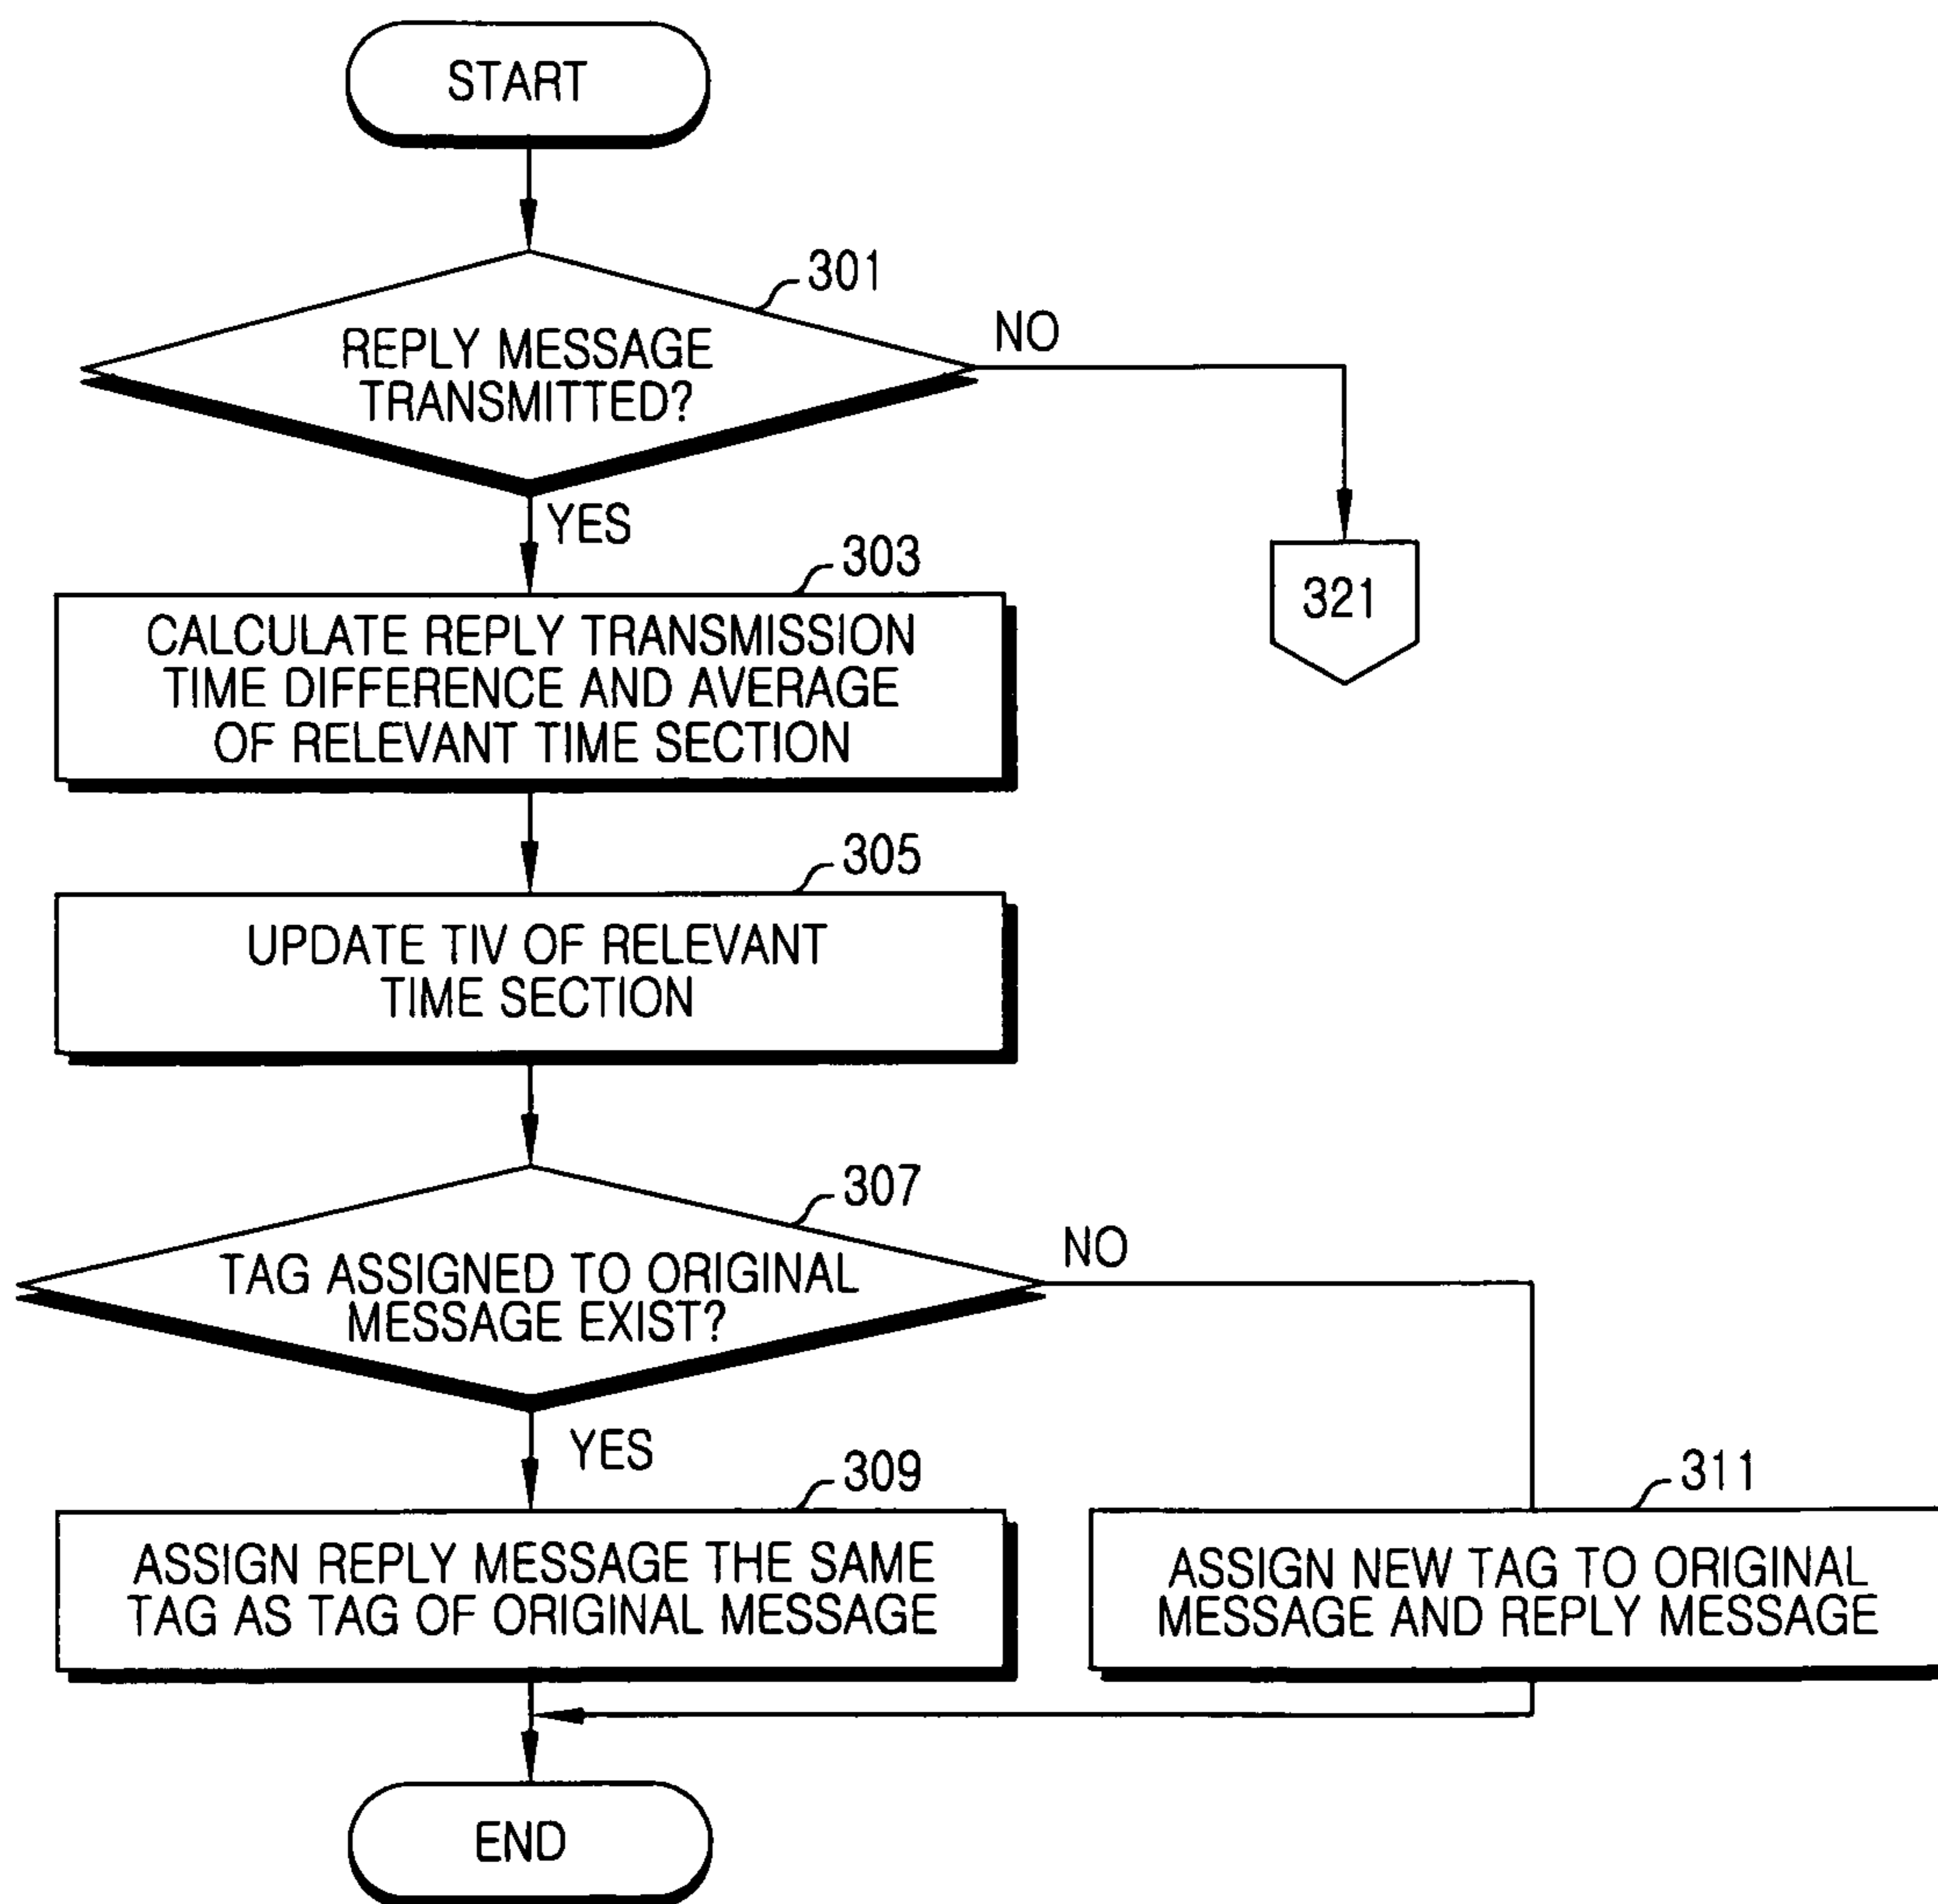 START
301
REPLY MESSAGE
TRANSMITTED?
NO
YES
321
303
CALCULATE REPLY TRANSMISSION
TIME DIFFERENCE AND AVERAGE
OF RELEVANT TIME SECTION
305
UPDATE TIV OF RELEVANT
TIME SECTION
307
TAG ASSIGNED TO ORIGINAL
MESSAGE EXIST?
NO
YES
309
ASSIGN REPLY MESSAGE THE SAME
TAG AS TAG OF ORIGINAL MESSAGE
311
ASSIGN NEW TAG TO ORIGINAL
MESSAGE AND REPLY MESSAGE
END